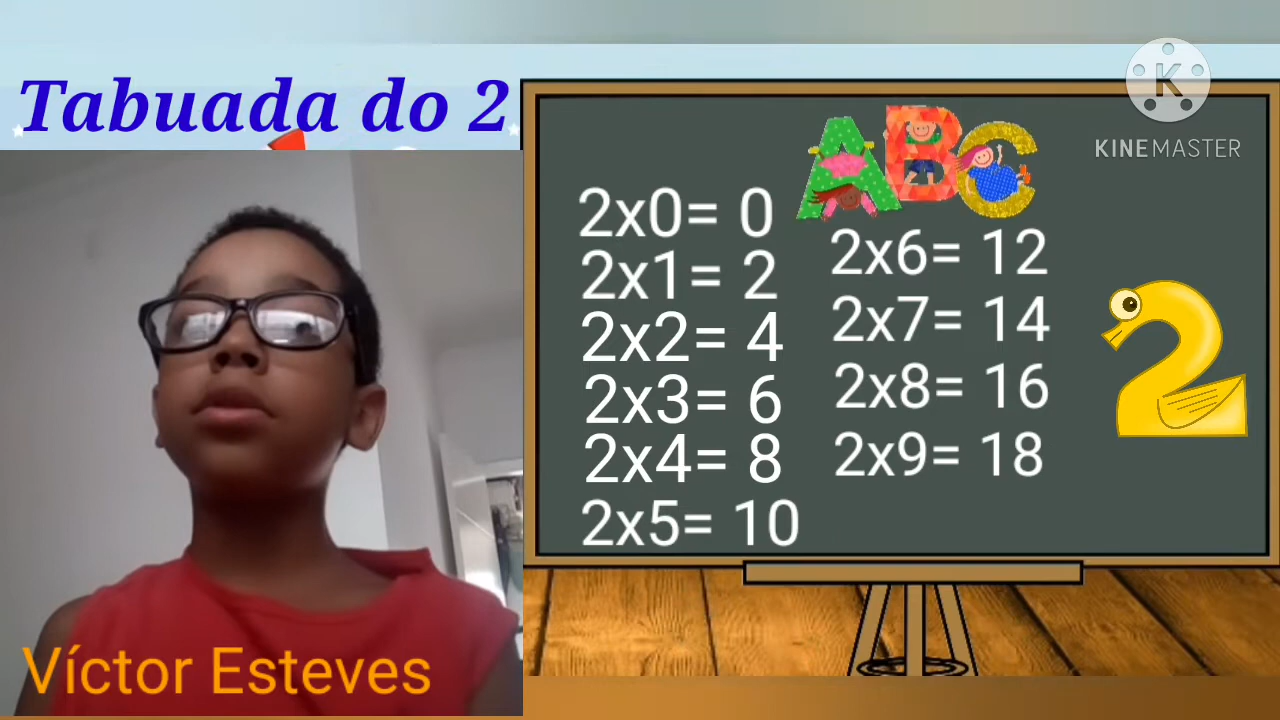 Tabuada do 2
ABC
KINEMASTER
2x0= 0
2x1= 2
2x2= 4
2x3= 6
2x4= 8
2x5= 10
2x6= 12
2x7= 14
2x8= 16
2x9= 18
2
Víctor Esteves